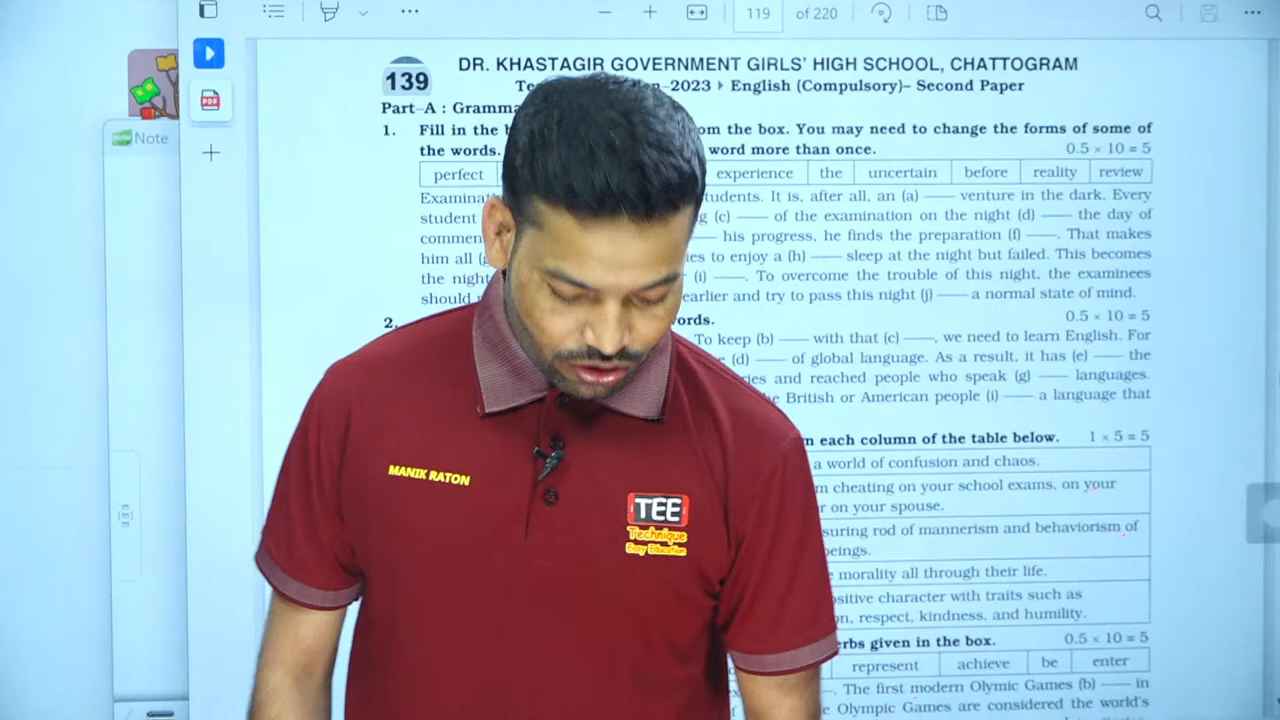 119 of 220
139
DR. KHASTAGIR GOVERNMENT GIRLS' HIGH SCHOOL, CHATTOGRAM
2023 ▸ English (Compulsory)– Second Paper
Note
Part–A :
1. Fill in the from the box. You may need to change the forms of some of
the words. word more than once. 0.5 × 10 = 5
perfect experience the uncertain before reality review
students. It is, after all, an (a) —— venture in the dark. Every
student (c) —— of the examination on the night (d) —— the day of
—— his progress, he finds the preparation (f) ——. That makes
him all to enjoy a (h) —— sleep at the night but failed. This becomes
the night (i) ——. To overcome the trouble of this night, the examinees
should earlier and try to pass this night (j) —— a normal state of mind.
2. words. 0.5 × 10 = 5
To keep (b) —— with that (c) ——, we need to learn English. For
(d) —— of global language. As a result, it has (e) —— the
and reached people who speak (g) —— languages.
British or American people (i) —— a language that
each column of the table below. 1 × 5 = 5
a world of confusion and chaos.
cheating on your school exams, on your
on your spouse.
rod of mannerism and behaviorism of
MANIK RATON
TEE
Technique
Easy Education
morality all through their life.
character with traits such as
respect, kindness, and humility.
given in the box. 0.5 × 10 = 5
represent achieve be enter
. The first modern Olymic Games (b) —— in
Olympic Games are considered the world's